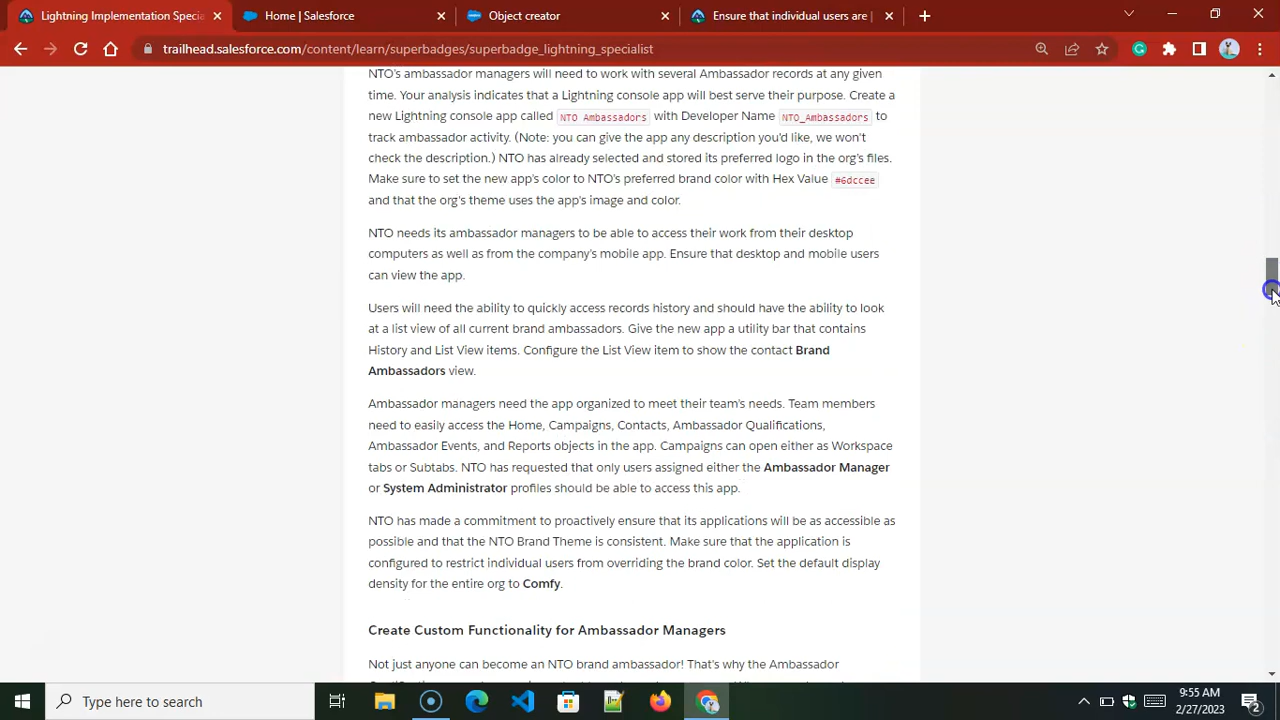 Lightning Implementation Specia
Home | Salesforce
Object creator
Ensure that individual users are
trailhead.salesforce.com/content/learn/superbadges/superbadge_lightning_specialist
NTO's ambassador managers will need to work with several Ambassador records at any given
time. Your analysis indicates that a Lightning console app will best serve their purpose. Create a
new Lightning console app called NTO Ambassadors with Developer Name NTO_Ambassadors to
track ambassador activity. (Note: you can give the app any description you'd like, we won't
check the description.) NTO has already selected and stored its preferred logo in the org's files.
Make sure to set the new app's color to NTO's preferred brand color with Hex Value #6dccee
and that the org's theme uses the app's image and color.
NTO needs its ambassador managers to be able to access their work from their desktop
computers as well as from the company's mobile app. Ensure that desktop and mobile users
can view the app.
Users will need the ability to quickly access records history and should have the ability to look
at a list view of all current brand ambassadors. Give the new app a utility bar that contains
History and List View items. Configure the List View item to show the contact Brand
Ambassadors view.
Ambassador managers need the app organized to meet their team's needs. Team members
need to easily access the Home, Campaigns, Contacts, Ambassador Qualifications,
Ambassador Events, and Reports objects in the app. Campaigns can open either as Workspace
tabs or Subtabs. NTO has requested that only users assigned either the Ambassador Manager
or System Administrator profiles should be able to access this app.
NTO has made a commitment to proactively ensure that its applications will be as accessible as
possible and that the NTO Brand Theme is consistent. Make sure that the application is
configured to restrict individual users from overriding the brand color. Set the default display
density for the entire org to Comfy.
Create Custom Functionality for Ambassador Managers
Not just anyone can become an NTO brand ambassador! That's why the Ambassador
Type here to search
9:55 AM
2/27/2023
2